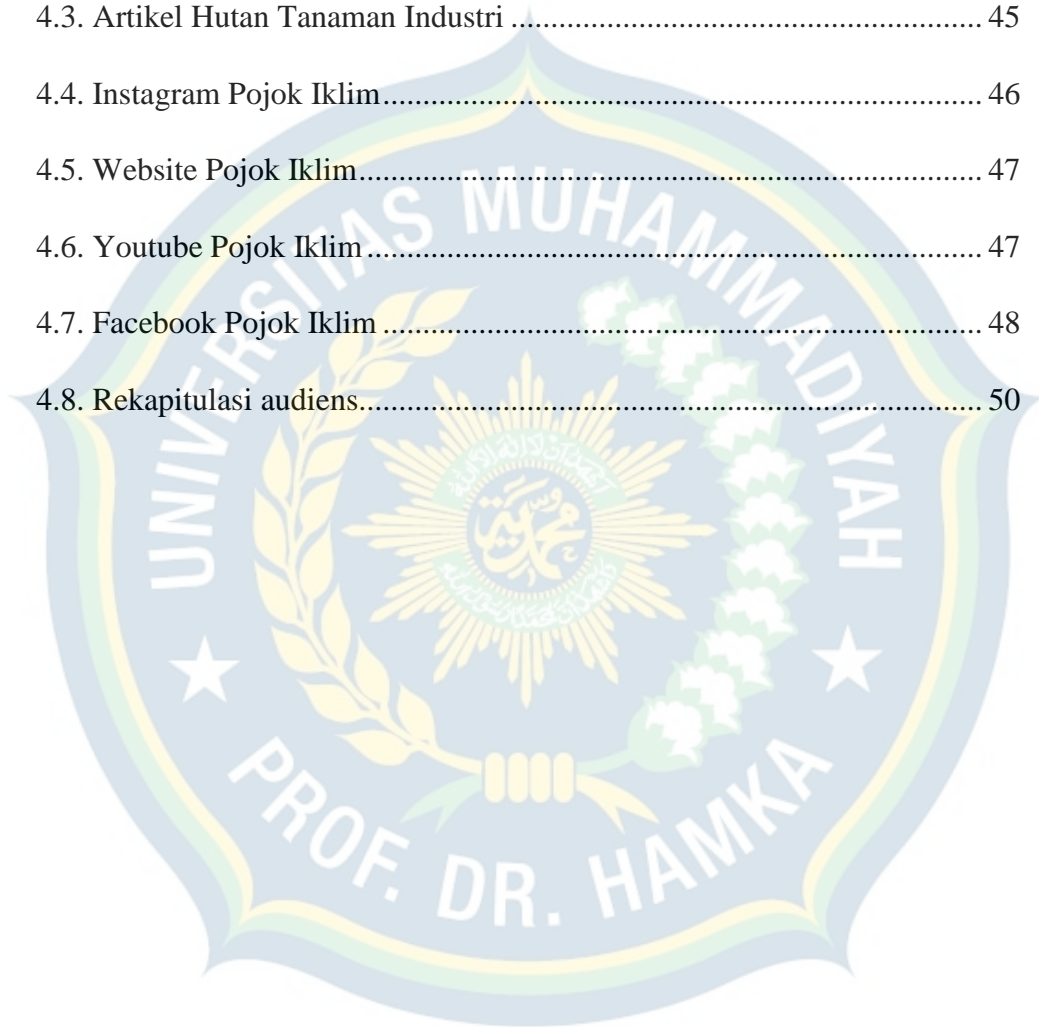 4.3. Artikel Hutan Tanaman Industri ........................................................ 45
4.4. Instagram Pojok Iklim........................................................................ 46
4.5. Website Pojok Iklim........................................................................... 47
4.6. Youtube Pojok Iklim.......................................................................... 47
4.7. Facebook Pojok Iklim ........................................................................ 48
4.8. Rekapitulasi audiens........................................................................... 50
UNIVERSITAS MUHAMMADIYAH
PROF. DR. HAMKA